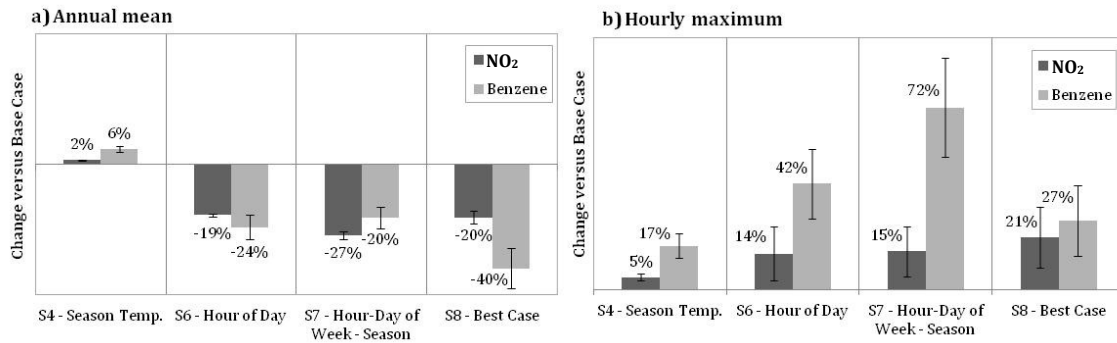 a) Annual mean
Change versus Base Case
NO₂
Benzene
2%
6%
-19%
-24%
-27%
-20%
-20%
-40%
S4 - Season Temp.
S6 - Hour of Day
S7 - Hour-Day of
Week - Season
S8 - Best Case
b) Hourly maximum
Change versus Base Case
NO₂
Benzene
5%
17%
14%
42%
15%
72%
21%
27%
S4 - Season Temp.
S6 - Hour of Day
S7 - Hour-Day of
Week - Season
S8 - Best Case